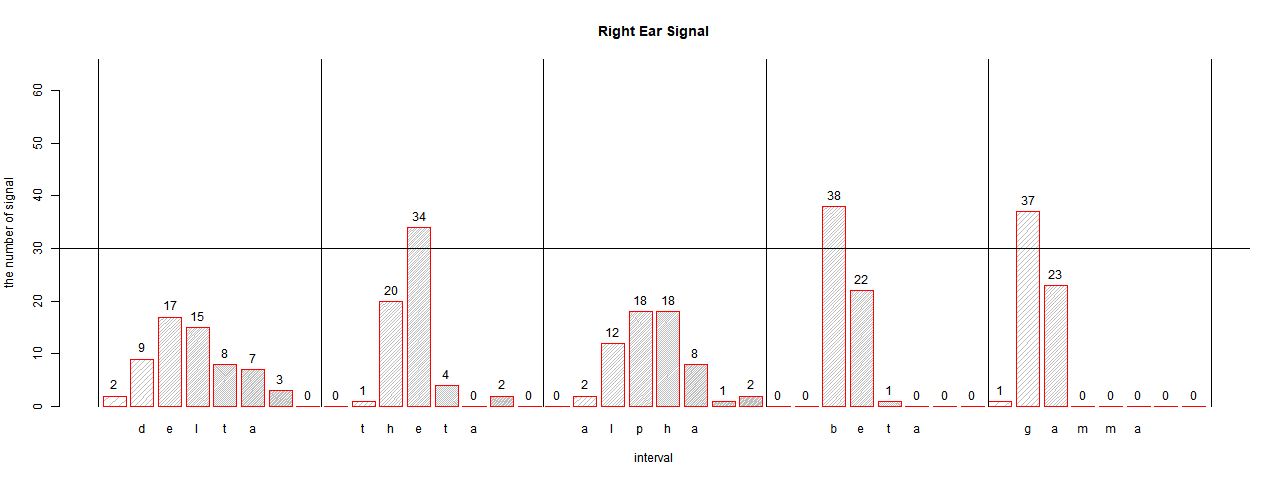 Right Ear Signal
the number of signal
60
50
40
30
20
10
0
2 9 17 15 8 7 3 0 0 1 20 34 4 0 2 0 0 2 12 18 18 8 1 2 0 0 38 22 1 0 0 0 1 37 23 0 0 0 0 0
d e l t a t h e t a a l p h a b e t a g a m m a
interval